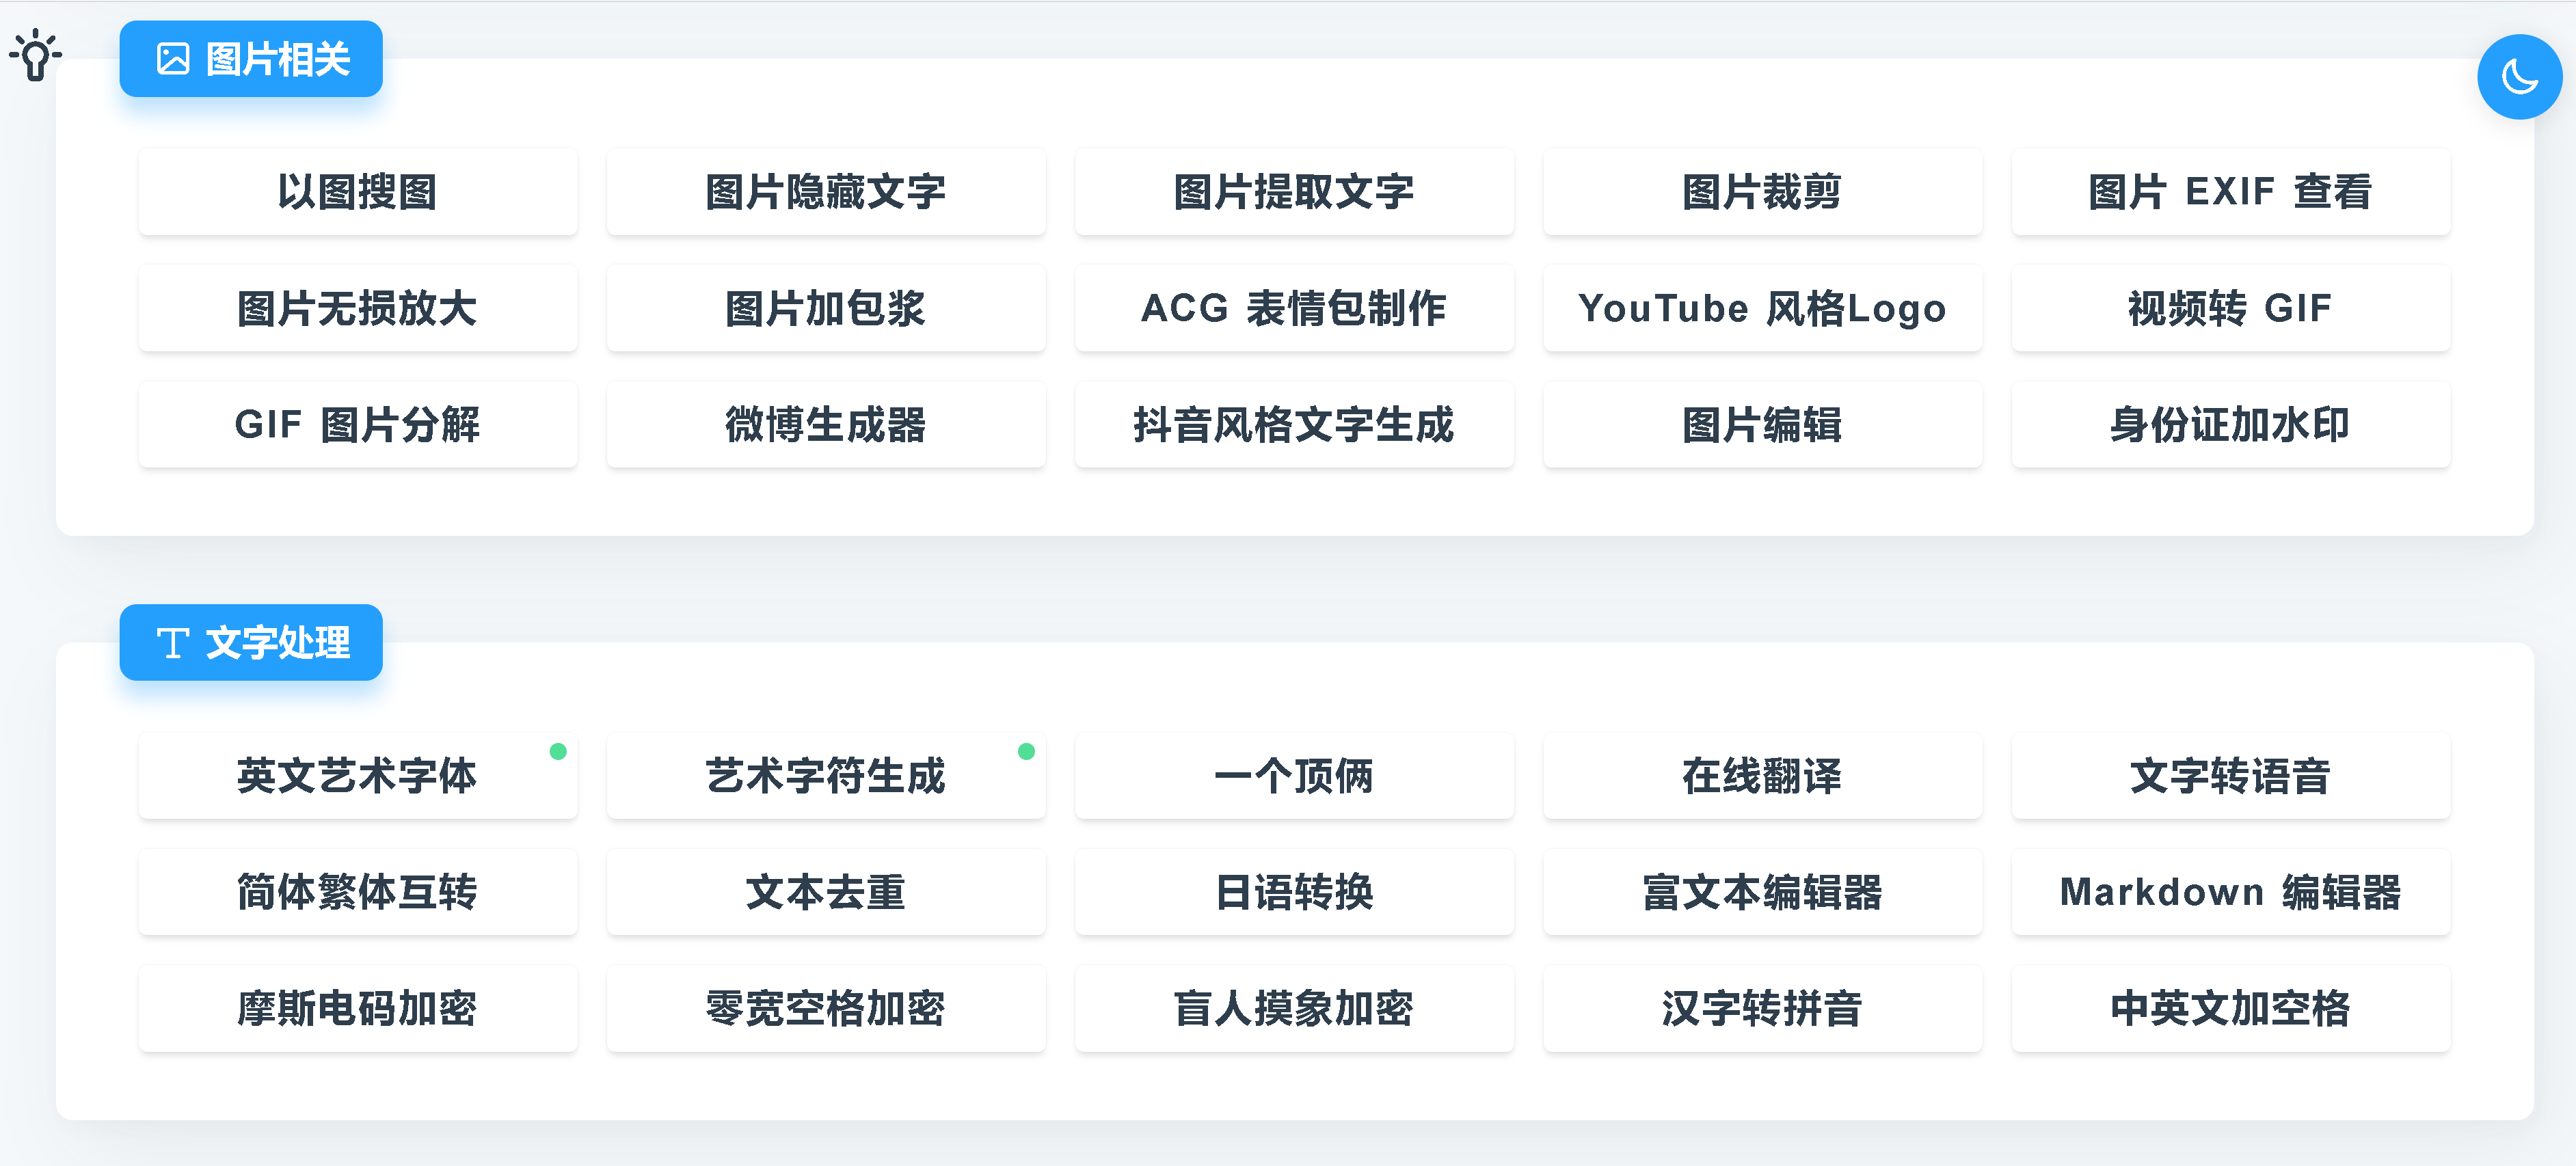 图片相关
以图搜图 图片隐藏文字 图片提取文字 图片裁剪 图片 EXIF 查看
图片无损放大 图片加包浆 ACG 表情包制作 YouTube 风格Logo 视频转 GIF
GIF 图片分解 微博生成器 抖音风格文字生成 图片编辑 身份证加水印
文字处理
英文艺术字体 艺术字符生成 一个顶俩 在线翻译 文字转语音
简体繁体互转 文本去重 日语转换 富文本编辑器 Markdown 编辑器
摩斯电码加密 零宽空格加密 盲人摸象加密 汉字转拼音 中英文加空格